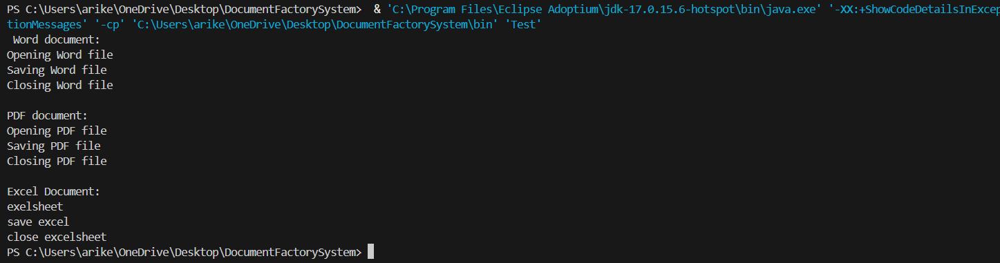 PS C:\Users\arike\OneDrive\Desktop\DocumentFactorySystem>  & 'C:\Program Files\Eclipse Adoptium\jdk-17.0.15.6-hotspot\bin\java.exe' '-XX:+ShowCodeDetailsInExcep
tionMessages' '-cp' 'C:\Users\arike\OneDrive\Desktop\DocumentFactorySystem\bin' 'Test'
 Word document:
Opening Word file
Saving Word file
Closing Word file

PDF document:
Opening PDF file
Saving PDF file
Closing PDF file

Excel Document:
exelsheet
save excel
close excelsheet
PS C:\Users\arike\OneDrive\Desktop\DocumentFactorySystem>